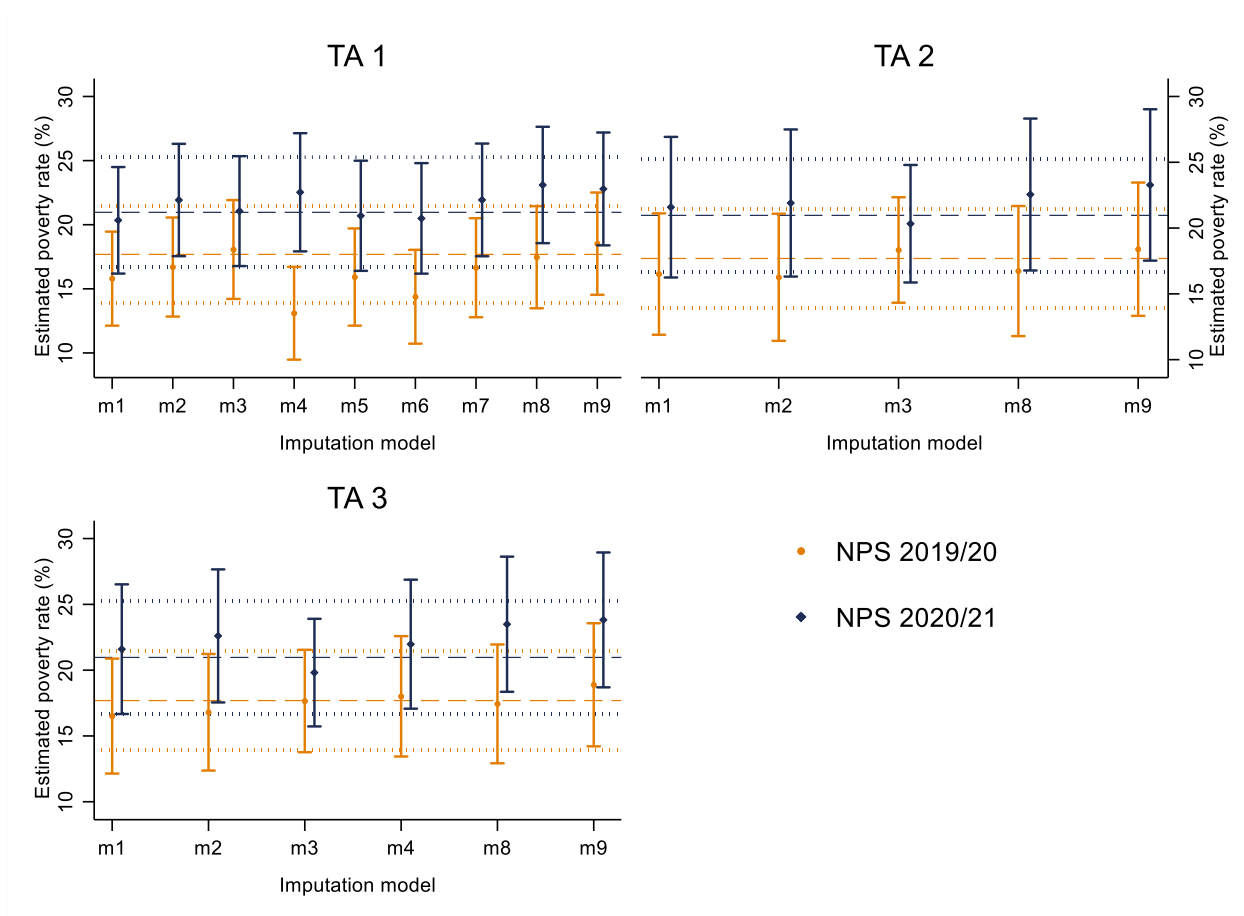 TA 1
Estimated poverty rate (%)
30
25
20
15
10
m1 m2 m3 m4 m5 m6 m7 m8 m9
Imputation model
TA 2
30
25
20
15
10
Estimated poverty rate (%)
m1 m2 m3 m8 m9
Imputation model
TA 3
Estimated poverty rate (%)
30
25
20
15
10
m1 m2 m3 m4 m8 m9
Imputation model
NPS 2019/20
NPS 2020/21